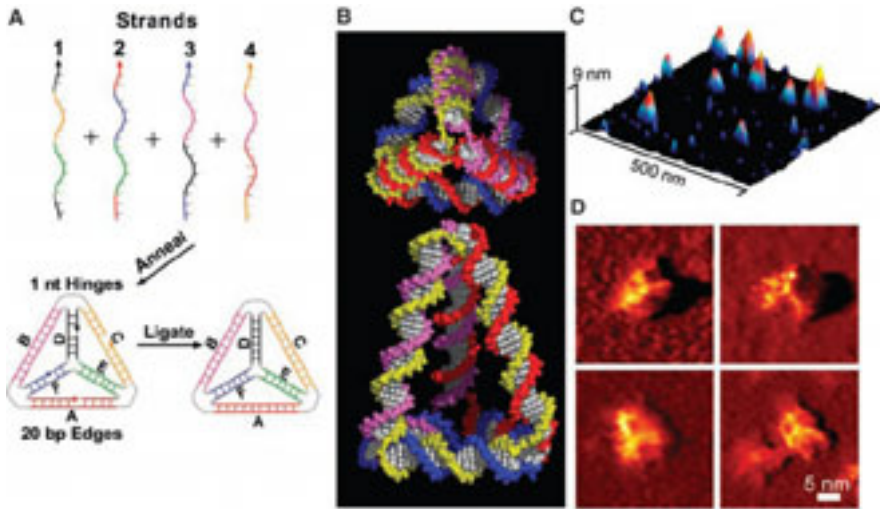 A
Strands
1 2 3 4
+ + +
Anneal
1 nt Hinges
B
D
C
F
E
A
20 bp Edges
Ligate
B
D
C
F
E
A
B
C
9 nm
500 nm
D
5 nm